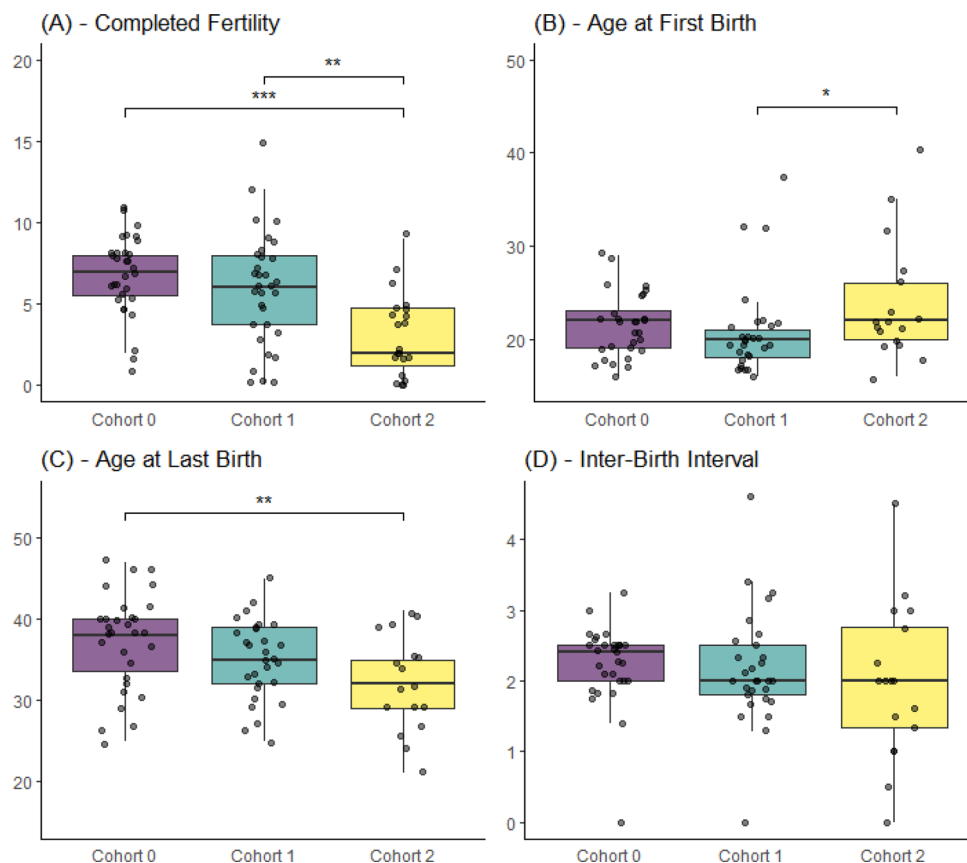 (A) - Completed Fertility
20
15
10
5
0
**
***
Cohort 0 Cohort 1 Cohort 2
(B) - Age at First Birth
50
40
30
20
*
Cohort 0 Cohort 1 Cohort 2
(C) - Age at Last Birth
50
40
30
20
**
Cohort 0 Cohort 1 Cohort 2
(D) - Inter-Birth Interval
4
3
2
1
0
Cohort 0 Cohort 1 Cohort 2